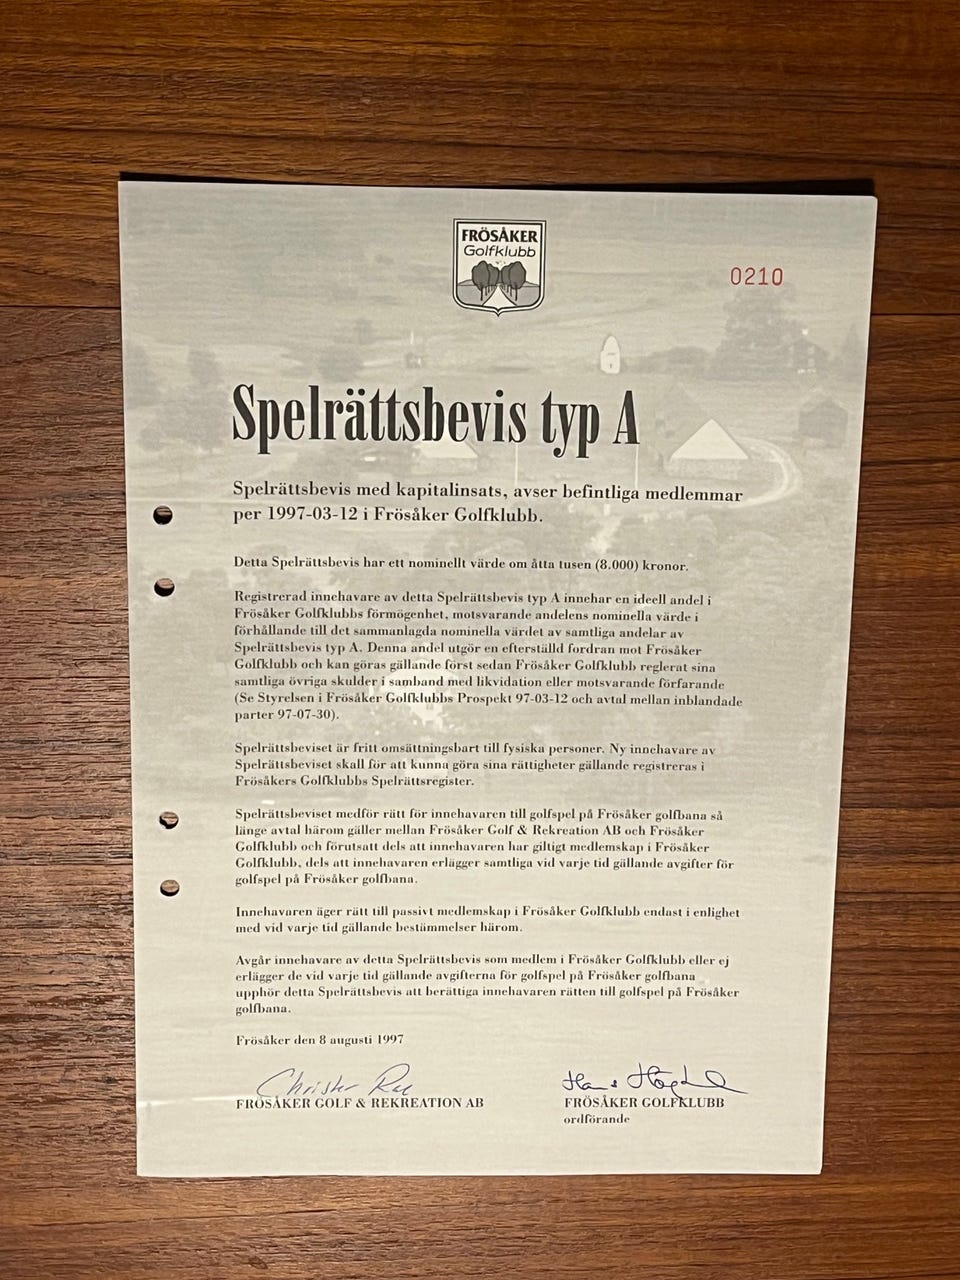 FRÖSÅKER
Golfklubb
0210
Spelrättsbevis typ A
Spelrättsbevis med kapitalinsats, avser befintliga medlemmar
per 1997-03-12 i Frösåker Golfklubb.
Detta Spelrättsbevis har ett nominellt värde om åtta tusen (8.000) kronor.
Registrerad innehavare av detta Spelrättsbevis typ A innehar en ideell andel i
Frösåker Golfklubbs förmögenhet, motsvarande andelens nominella värde i
förhållande till det sammanlagda nominella värdet av samtliga andelar av
Spelrättsbevis typ A. Denna andel utgör en efterställd fordran mot Frösåker
Golfklubb och kan göras gällande först sedan Frösåker Golfklubb reglerat sina
samtliga övriga skulder i samband med likvidation eller motsvarande förfarande
(Se Styrelsen i Frösåker Golfklubbs Prospekt 97-03-12 och avtal mellan inblandade
parter 97-07-30).
Spelrättsbeviset är fritt omsättningsbart till fysiska personer. Ny innehavare av
Spelrättsbeviset skall för att kunna göra sina rättigheter gällande registreras i
Frösåkers Golfklubbs Spelrättsregister.
Spelrättsbeviset medför rätt för innehavaren till golfspel på Frösåker golfbana så
länge avtal härom gäller mellan Frösåker Golf & Rekreation AB och Frösåker
Golfklubb och förutsatt dels att innehavaren har giltigt medlemskap i Frösåker
Golfklubb, dels att innehavaren erlägger samtliga vid varje tid gällande avgifter för
golfspel på Frösåker golfbana.
Innehavaren äger rätt till passivt medlemskap i Frösåker Golfklubb endast i enlighet
med vid varje tid gällande bestämmelser härom.
Avgår innehavare av detta Spelrättsbevis som medlem i Frösåker Golfklubb eller ej
erlägger de vid varje tid gällande avgifterna för golfspel på Frösåker golfbana
upphör detta Spelrättsbevis att berättiga innehavaren rätten till golfspel på Frösåker
golfbana.
Frösåker den 8 augusti 1997
Christer
FRÖSÅKER GOLF & REKREATION AB
FRÖSÅKER GOLFKLUBB
ordförande